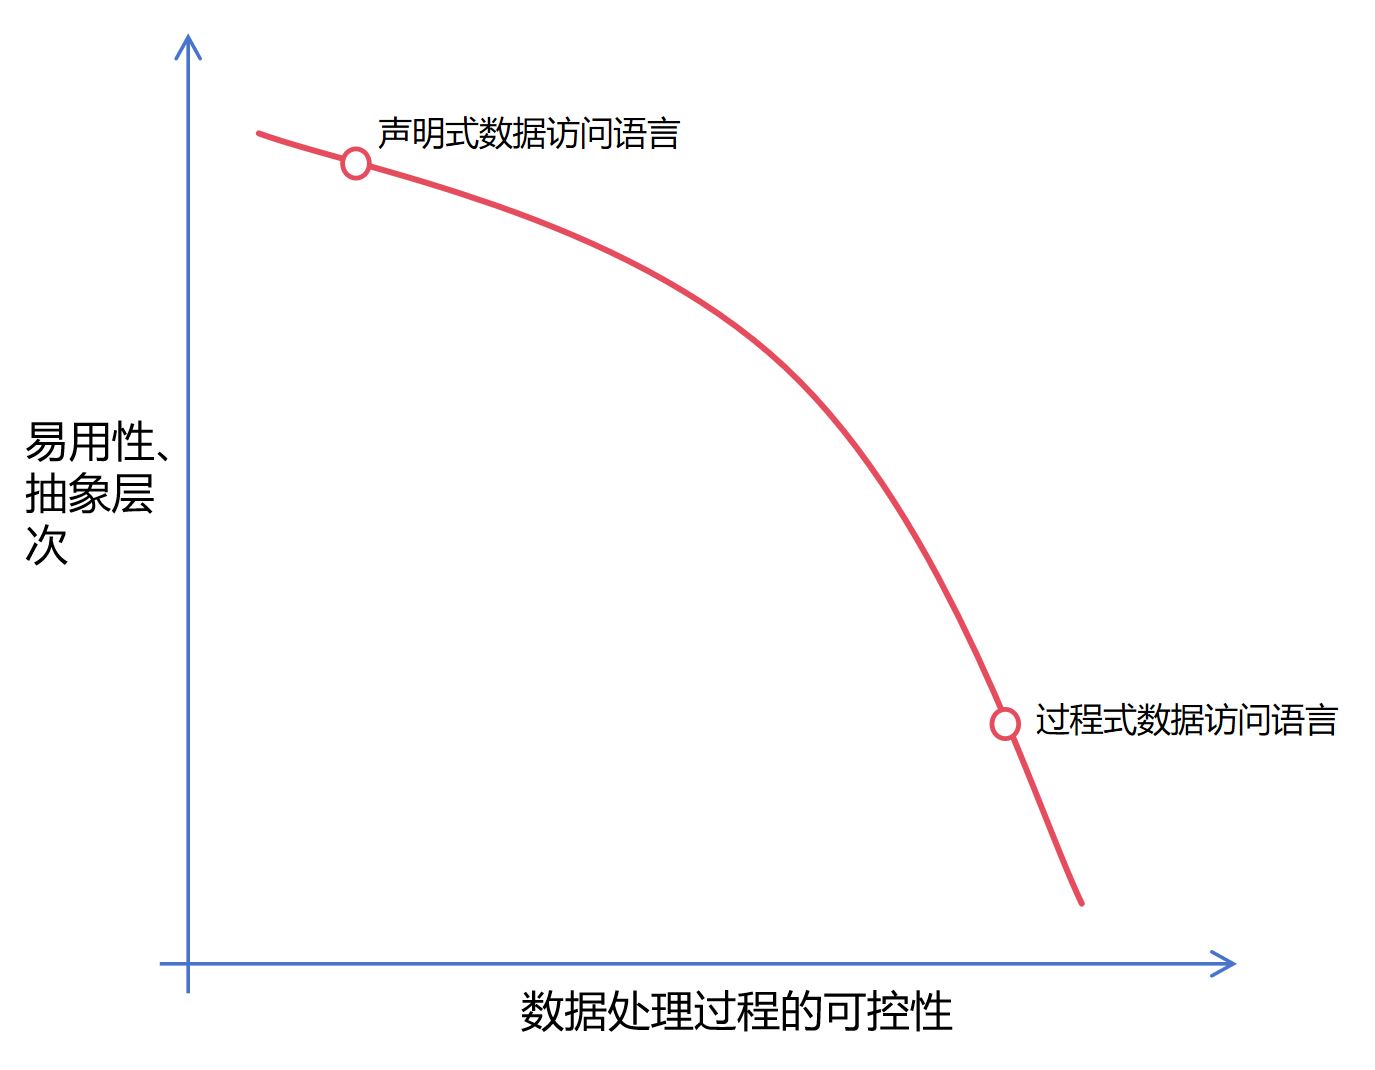 声明式数据访问语言
易用性、
抽象层
次
过程式数据访问语言
数据处理过程的可控性